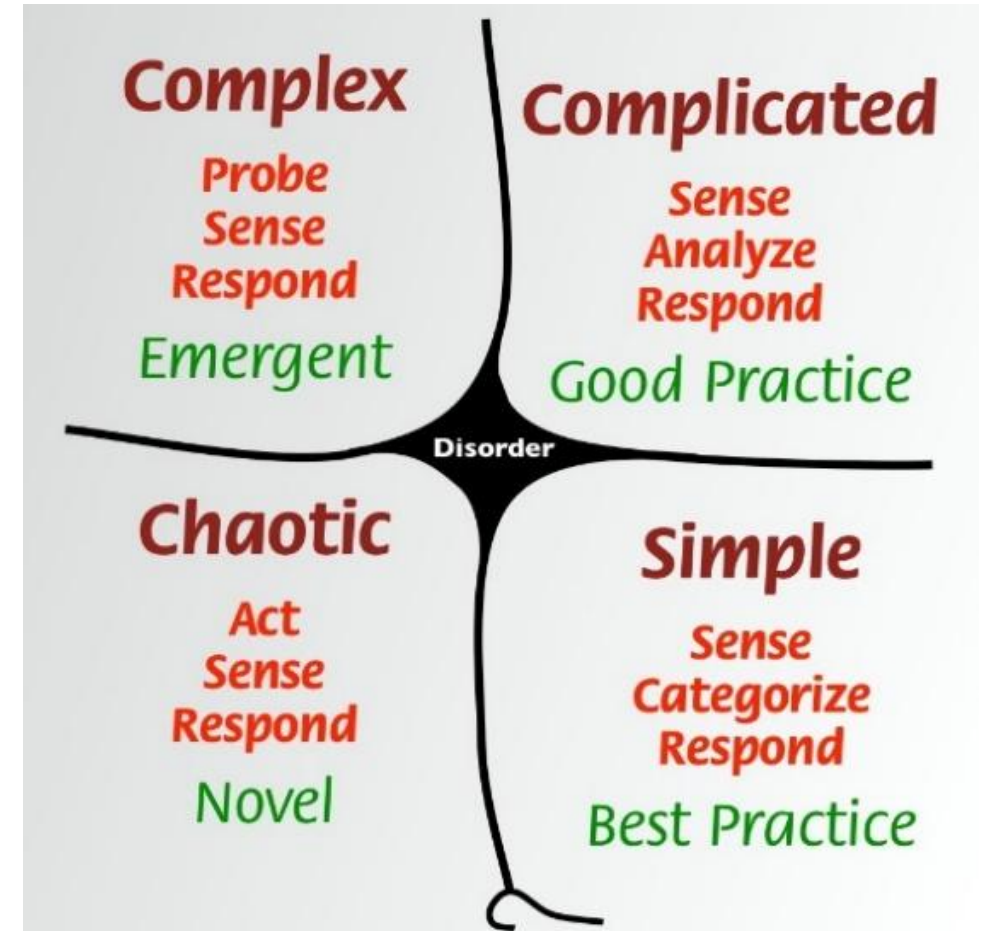 Complex
Probe
Sense
Respond
Emergent
Complicated
Sense
Analyze
Respond
Good Practice
Disorder
Chaotic
Act
Sense
Respond
Novel
Simple
Sense
Categorize
Respond
Best Practice